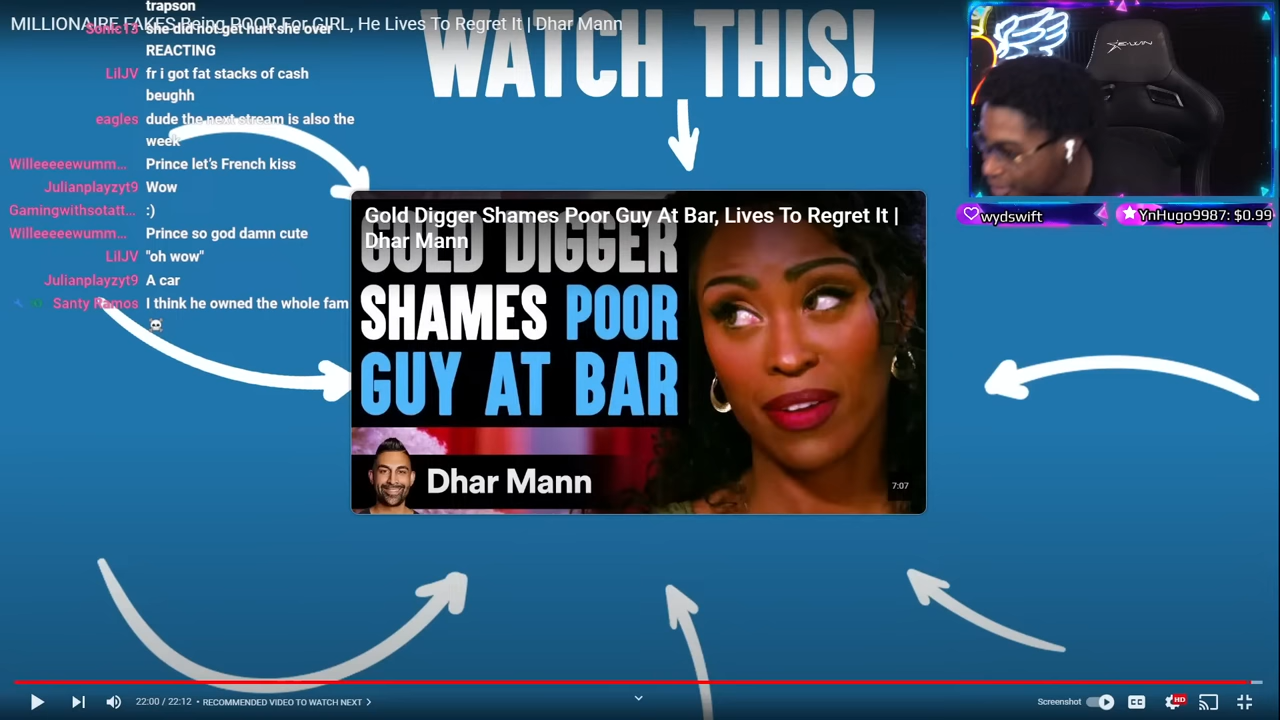 MILLIONAIRE FAKES Being POOR For GIRL, He Lives To Regret It | Dhar Mann
WATCH THIS!
trapson
Sonic13 she did not get hurt she over
REACTING
LilJV fr i got fat stacks of cash
beughh
eagles dude the next stream is also the
week
Willeeeeewumm... Prince let's French kiss
Julianplayzyt9 Wow
Gamingwithsotatt... :)
Willeeeeewumm... Prince so god damn cute
LilJV "oh wow"
Julianplayzyt9 A car
Santy Ramos I think he owned the whole fam
☠
Gold Digger Shames Poor Guy At Bar, Lives To Regret It |
Dhar Mann
GOLD DIGGER
SHAMES POOR
GUY AT BAR
Dhar Mann
7:07
wydswift
YnHugo9987: $0.99
22:00 / 22:12 • RECOMMENDED VIDEO TO WATCH NEXT
Screenshot
CC
HD